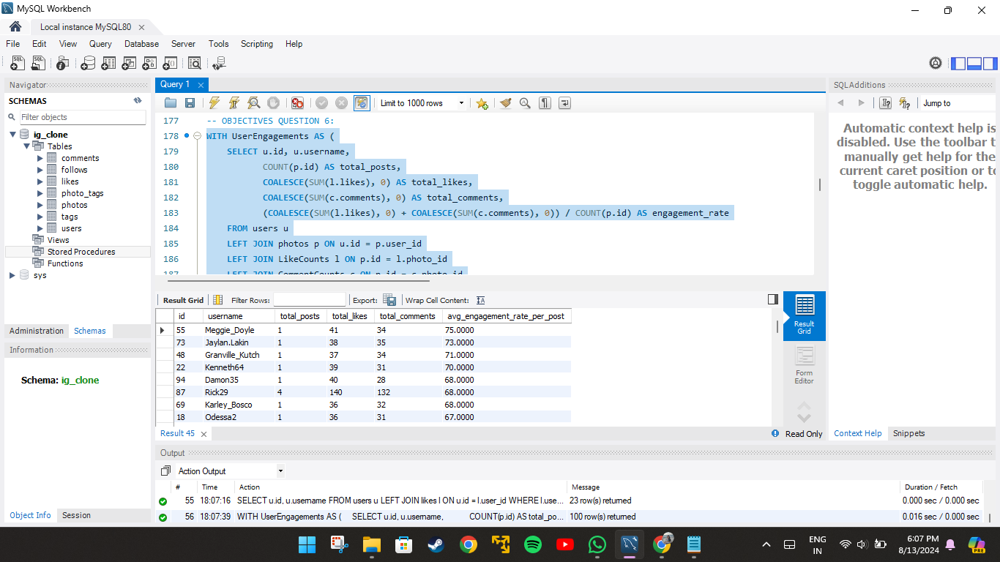 MySQL Workbench
Local instance MySQL80
File Edit View Query Database Server Tools Scripting Help
Navigator
SCHEMAS
Filter objects
ig_clone
Tables
comments
follows
likes
photo_tags
photos
tags
users
Views
Stored Procedures
Functions
sys
Administration Schemas
Information
Schema: ig_clone
Object Info Session
Query 1
Limit to 1000 rows
177 -- OBJECTIVES QUESTION 6:
178 WITH UserEngagements AS (
179 SELECT u.id, u.username,
180 COUNT(p.id) AS total_posts,
181 COALESCE(SUM(l.likes), 0) AS total_likes,
182 COALESCE(SUM(c.comments), 0) AS total_comments,
183 (COALESCE(SUM(l.likes), 0) + COALESCE(SUM(c.comments), 0)) / COUNT(p.id) AS engagement_rate
184 FROM users u
185 LEFT JOIN photos p ON u.id = p.user_id
186 LEFT JOIN LikeCounts l ON p.id = l.photo_id
187 LEFT JOIN CommentCounts c ON p.id = c.photo_id
Result Grid Filter Rows: Export: Wrap Cell Content:
id username total_posts total_likes total_comments avg_engagement_rate_per_post
55 Meggie_Doyle 1 41 34 75.0000
73 Jaylan.Lakin 1 38 35 73.0000
48 Granville_Kutch 1 37 34 71.0000
22 Kenneth64 1 39 31 70.0000
94 Damon35 1 40 28 68.0000
87 Rick29 4 140 132 68.0000
69 Karley_Bosco 1 36 32 68.0000
18 Odessa2 1 36 31 67.0000
Result Grid
Form Editor
Result 45
Read Only
SQLAdditions
Jump to
Automatic context help is
disabled. Use the toolbar t
manually get help for the
current caret position or to
toggle automatic help.
Context Help Snippets
Output
Action Output
# Time Action Message Duration / Fetch
55 18:07:16 SELECT u.id, u.username FROM users u LEFT JOIN likes l ON u.id = l.user_id WHERE l.use... 23 row(s) returned 0.000 sec / 0.000 sec
56 18:07:39 WITH UserEngagements AS ( SELECT u.id, u.username, COUNT(p.id) AS total_po... 100 row(s) returned 0.016 sec / 0.000 sec
ENG
IN
6:07 PM
8/13/2024
PRE